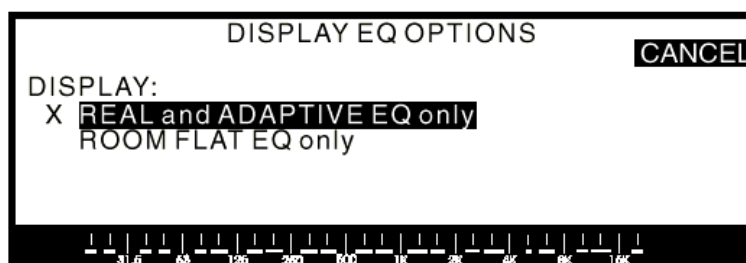 DISPLAY EQ OPTIONS
CANCEL
DISPLAY:
X REAL and ADAPTIVE EQ only
ROOM FLAT EQ only
31.5 63 125 250 500 1K 2K 4K 8K 16K